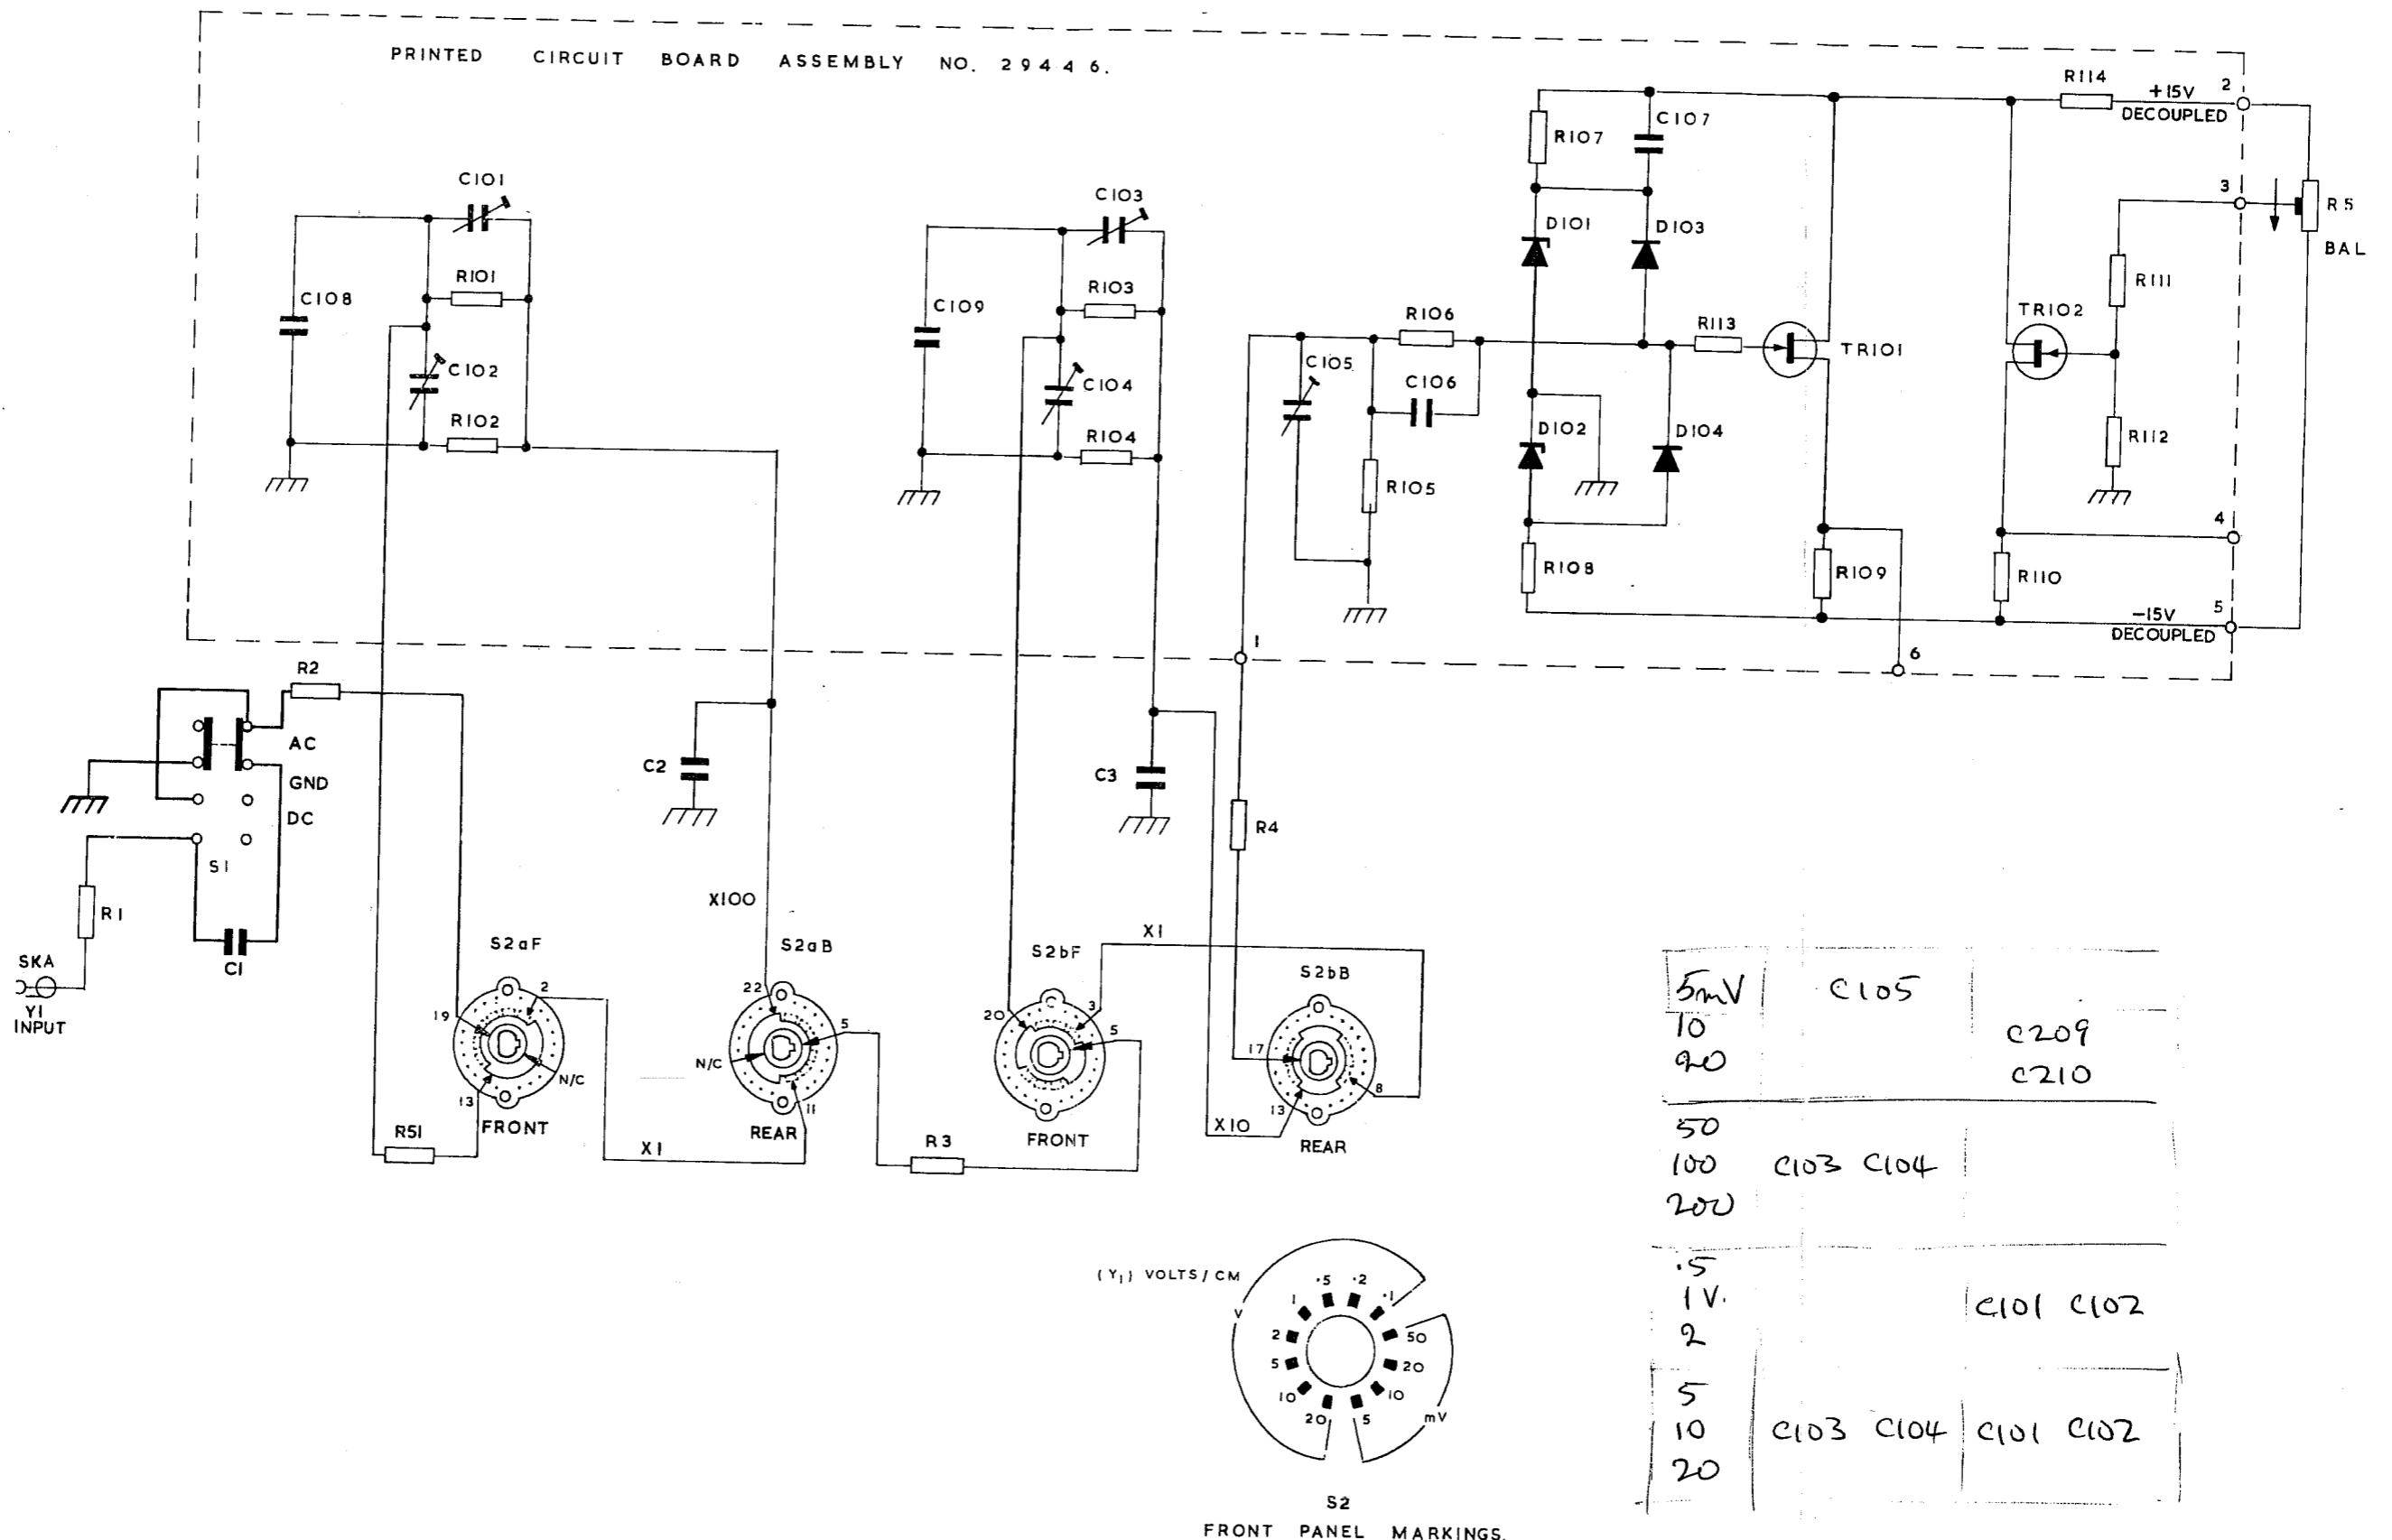 PRINTED CIRCUIT BOARD ASSEMBLY NO. 29446.
R114
+15V
2
DECOUPLED
C107
R107
C101
C103
D101
D103
3
R5
BAL
R101
R103
C108
C109
R106
R113
TR101
TR102
R111
C105
C102
C104
C106
R102
R104
D102
D104
R112
R105
4
R108
R109
R110
-15V
5
DECOUPLED
1
6
R2
AC
GND
DC
S1
C2
C3
R4
R1
C1
SKA
Y1
INPUT
X100
X1
S2aF
S2aB
S2bF
S2bB
19
2
13
N/C
FRONT
22
5
N/C
11
REAR
20
3
5
FRONT
17
13
8
REAR
R51
X1
R3
X10
5mV C105
10 C209
20 C210
50
100 C103 C104
200
.5
1V. C101 C102
2
5
10 C103 C104 C101 C102
20
(Y1) VOLTS/CM
V
·5
·2
1
·1
2
50
5
20
10
10
20
5
mV
S2
FRONT PANEL MARKINGS.